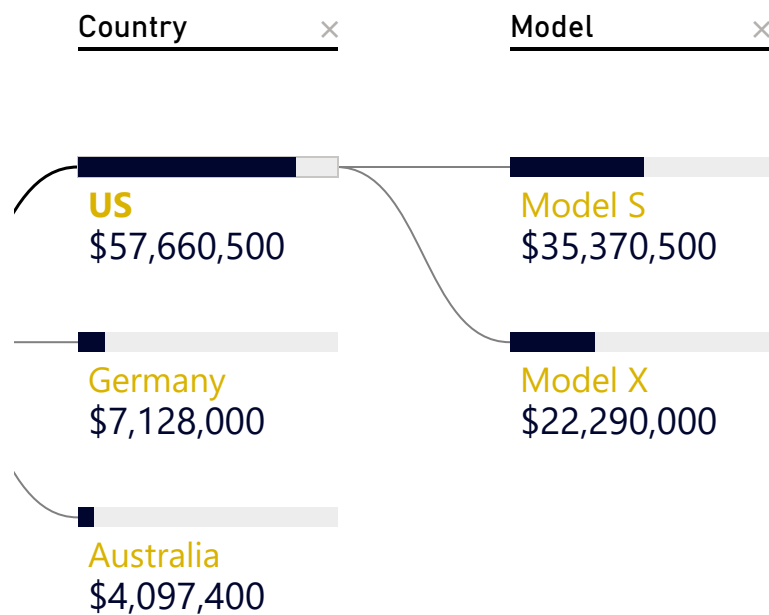 Country × Model ×
US
$57,660,500
Model S
$35,370,500
Germany
$7,128,000
Model X
$22,290,000
Australia
$4,097,400